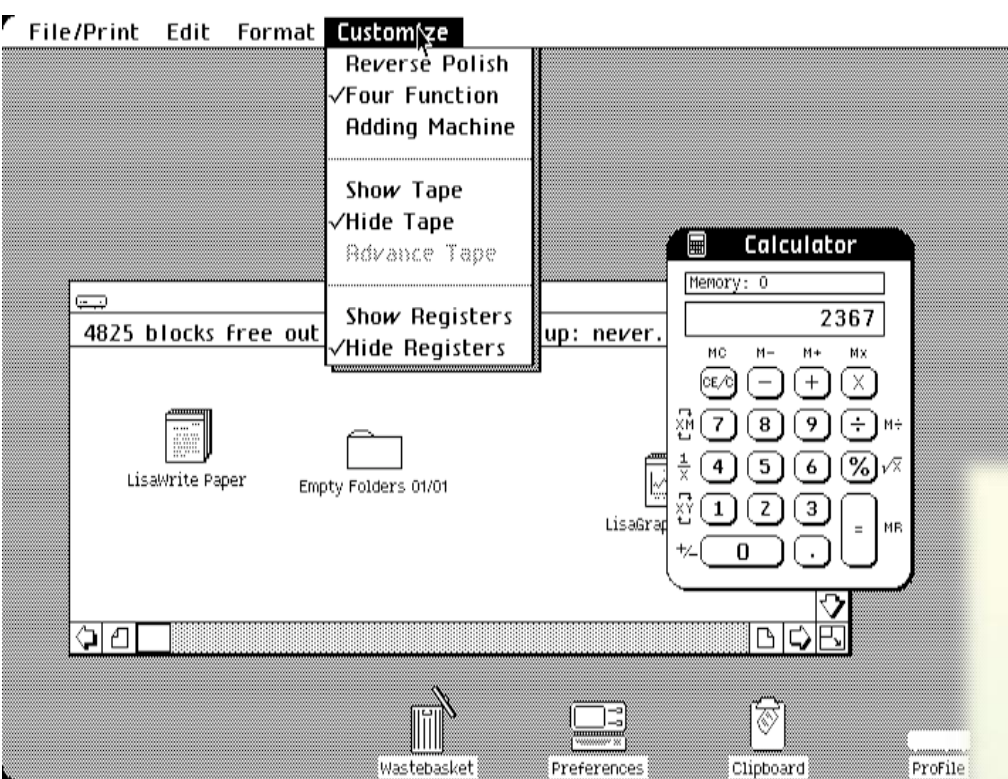 File/Print Edit Format Customize
Reverse Polish
✓Four Function
Adding Machine
Show Tape
✓Hide Tape
Advance Tape
Show Registers
✓Hide Registers
4825 blocks free out
up: never.
LisaWrite Paper
Empty Folders 01/01
LisaGrap
Calculator
Memory: 0
2367
MC M- M+ Mx
CE/C − + X
XM 7 8 9 ÷ M÷
1/X 4 5 6 % √x
XY 1 2 3 = MR
+/- 0 .
Wastebasket
Preferences
Clipboard
ProFile